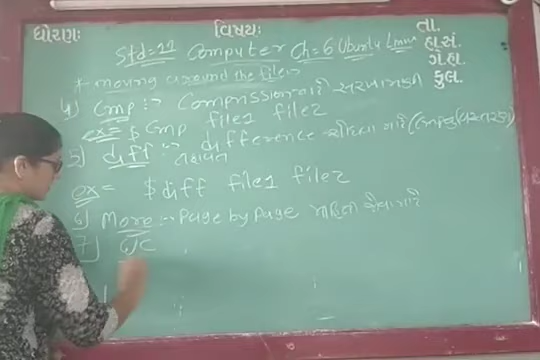 ધોરણઃ વિષયઃ તા.
હા.સં.
ગે.હા.
કુલ.
Std = 11 Computer Ch = 6 Ubuntu Linux
* moving around the files
4) cmp :- સરખામણી
ex = $ cmp file1 file2
5) diff :- difference શોધવા માટે
તફાવત
ex = $ diff file1 file2
6) More :- Page by Page માહિતી જોવા માટે
7) wc